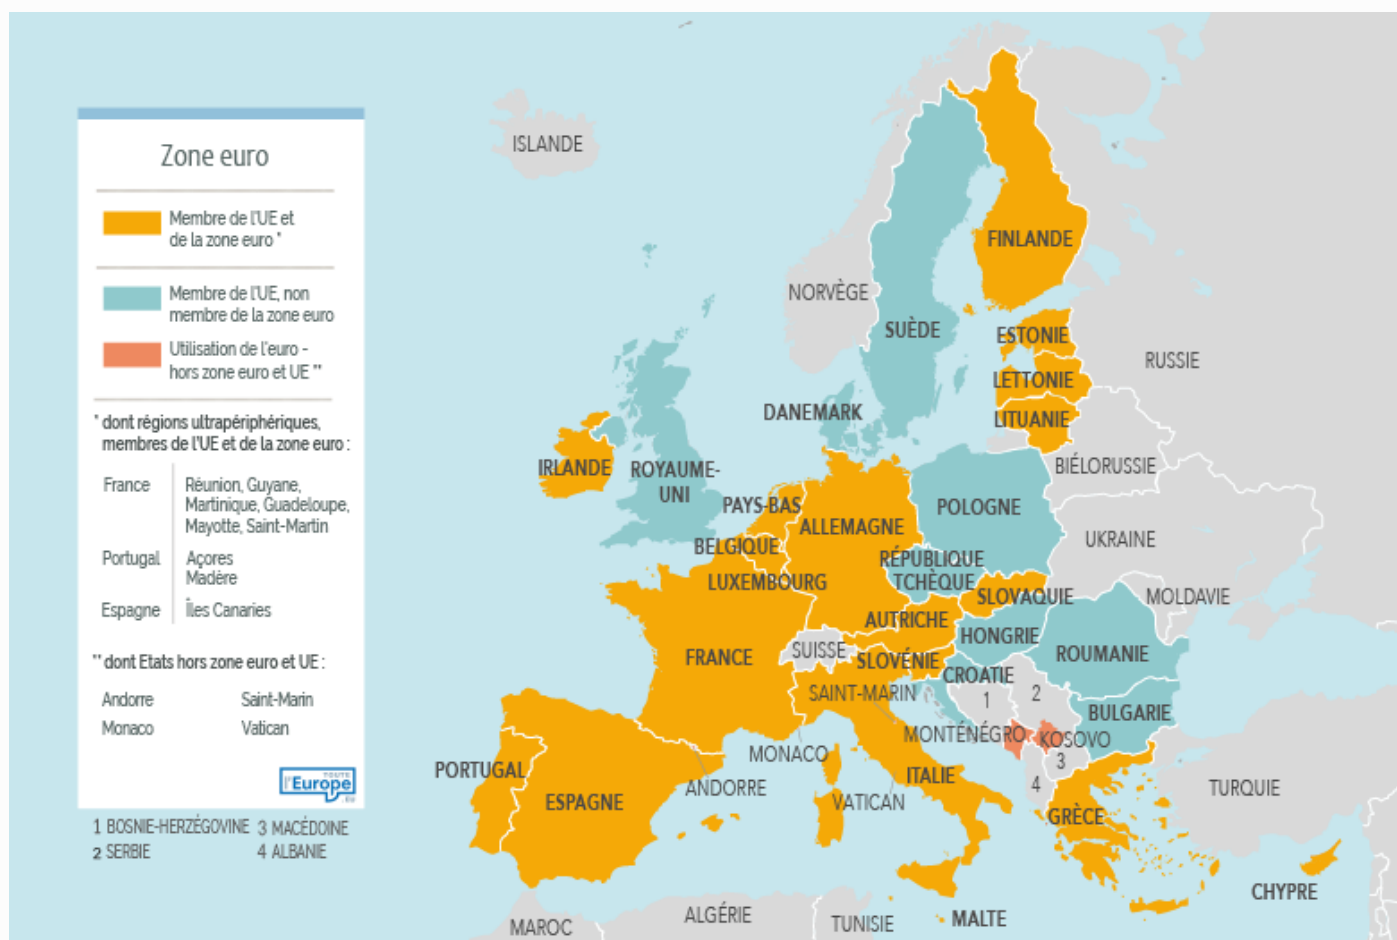 Zone euro
Membre de l'UE et
de la zone euro *
Membre de l'UE, non
membre de la zone euro
Utilisation de l'euro -
hors zone euro et UE **
* dont régions ultrapériphériques,
membres de l'UE et de la zone euro :
France
Réunion, Guyane,
Martinique, Guadeloupe,
Mayotte, Saint-Martin
Portugal
Açores
Madère
Espagne
Îles Canaries
** dont Etats hors zone euro et UE :
Andorre
Saint-Marin
Monaco
Vatican
TOUTE
l'Europe
.EU
1 BOSNIE-HERZÉGOVINE
3 MACÉDOINE
2 SERBIE
4 ALBANIE
ISLANDE
FINLANDE
NORVÈGE
SUÈDE
ESTONIE
RUSSIE
LETTONIE
DANEMARK
LITUANIE
IRLANDE
ROYAUME-
UNI
BIÉLORUSSIE
PAYS-BAS
POLOGNE
ALLEMAGNE
UKRAINE
BELGIQUE
RÉPUBLIQUE
TCHÈQUE
LUXEMBOURG
SLOVAQUIE
MOLDAVIE
AUTRICHE
HONGRIE
SUISSE
FRANCE
SLOVÉNIE
ROUMANIE
CROATIE
SAINT-MARIN
1
2
BULGARIE
MONTÉNÉGRO
KOSOVO
MONACO
3
PORTUGAL
ITALIE
4
ANDORRE
TURQUIE
ESPAGNE
VATICAN
GRÈCE
CHYPRE
MALTE
ALGÉRIE
TUNISIE
MAROC